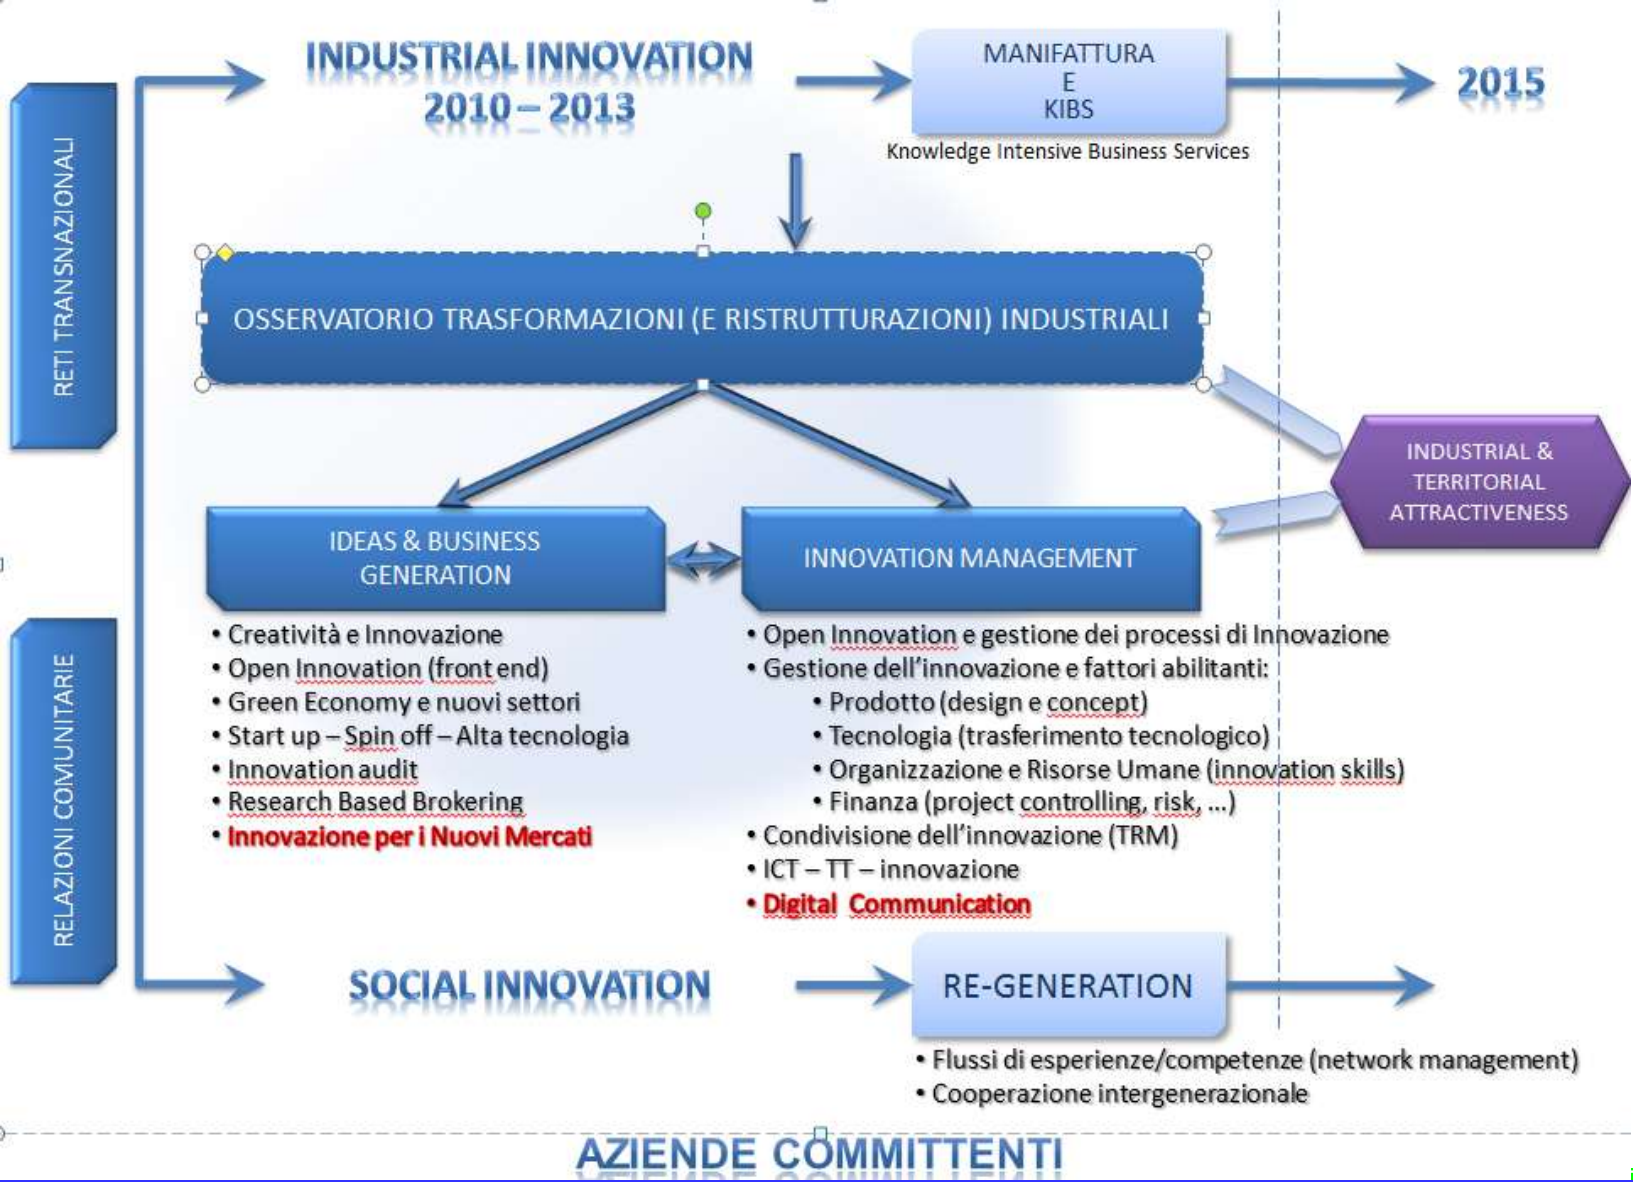 INDUSTRIAL INNOVATION
2010 – 2013
MANIFATTURA
E
KIBS
Knowledge Intensive Business Services
2015
RETI TRANSNAZIONALI
OSSERVATORIO TRASFORMAZIONI (E RISTRUTTURAZIONI) INDUSTRIALI
INDUSTRIAL &
TERRITORIAL
ATTRACTIVENESS
IDEAS & BUSINESS
GENERATION
• Creatività e Innovazione
• Open Innovation (front end)
• Green Economy e nuovi settori
• Start up – Spin off – Alta tecnologia
• Innovation audit
• Research Based Brokering
• Innovazione per i Nuovi Mercati
INNOVATION MANAGEMENT
• Open Innovation e gestione dei processi di Innovazione
• Gestione dell'innovazione e fattori abilitanti:
• Prodotto (design e concept)
• Tecnologia (trasferimento tecnologico)
• Organizzazione e Risorse Umane (innovation skills)
• Finanza (project controlling, risk, ...)
• Condivisione dell'innovazione (TRM)
• ICT – TT – innovazione
• Digital Communication
RELAZIONI COMUNITARIE
SOCIAL INNOVATION
RE-GENERATION
• Flussi di esperienze/competenze (network management)
• Cooperazione intergenerazionale
AZIENDE COMMITTENTI